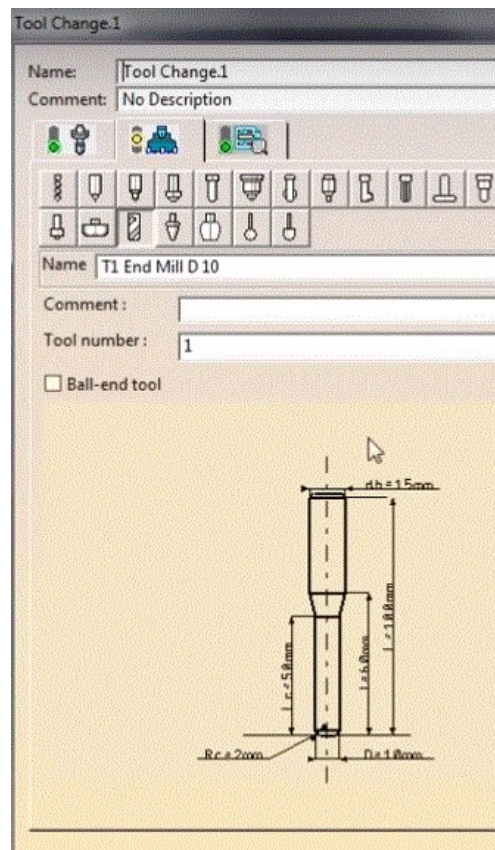 Tool Change.1
Name: Tool Change.1
Comment: No Description
Name T1 End Mill D 10
Comment :
Tool number : 1
Ball-end tool
db=15mm
L=100mm
l=60mm
Lc=50mm
Rc=2mm
D=10mm